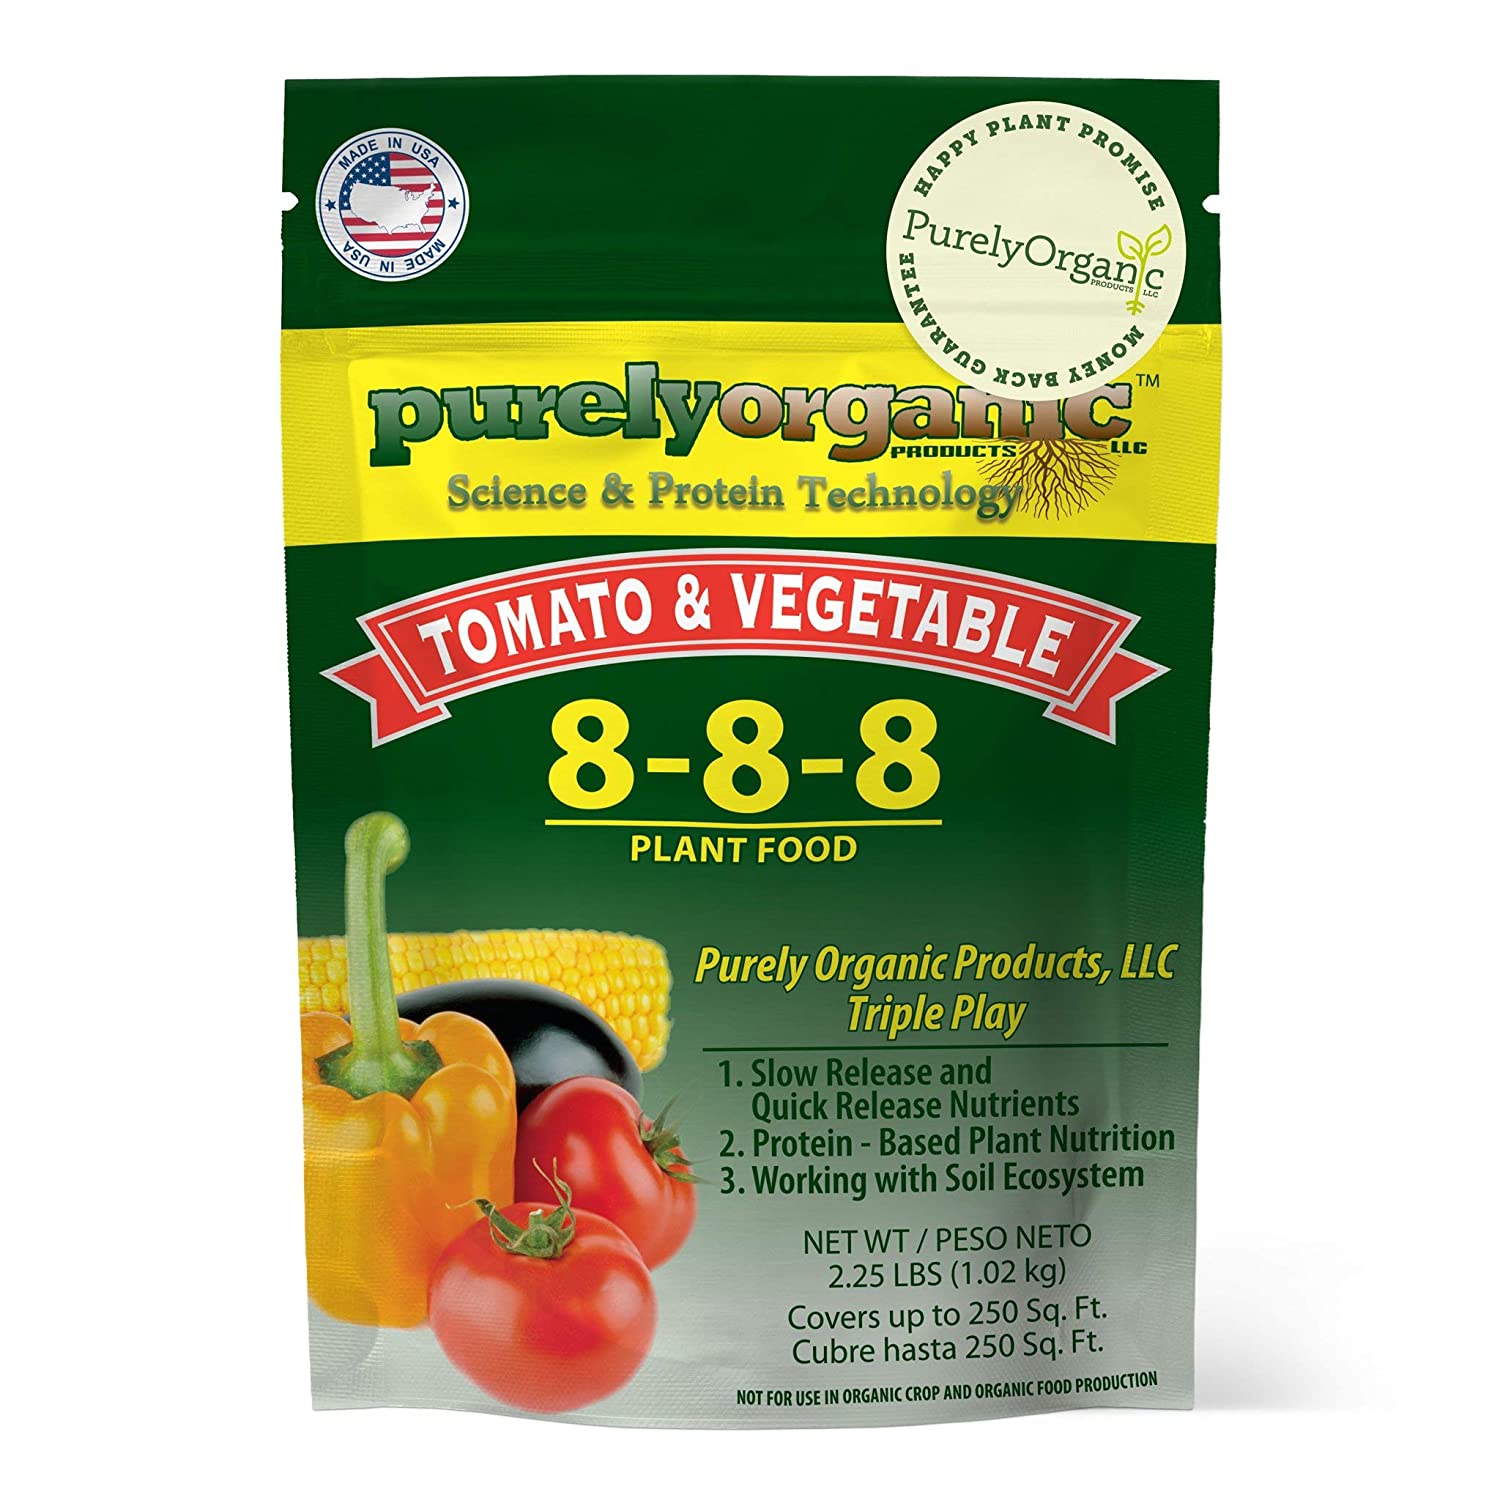 MADE IN USA
MADE IN USA
HAPPY PLANT PROMISE
PurelyOrganic
PRODUCTS LLC
MONEY BACK GUARANTEE
purelyorganic™
PRODUCTS LLC
Science & Protein Technology
TOMATO & VEGETABLE
8-8-8
PLANT FOOD
Purely Organic Products, LLC
Triple Play
1. Slow Release and
Quick Release Nutrients
2. Protein - Based Plant Nutrition
3. Working with Soil Ecosystem
NET WT / PESO NETO
2.25 LBS (1.02 kg)
Covers up to 250 Sq. Ft.
Cubre hasta 250 Sq. Ft.
NOT FOR USE IN ORGANIC CROP AND ORGANIC FOOD PRODUCTION